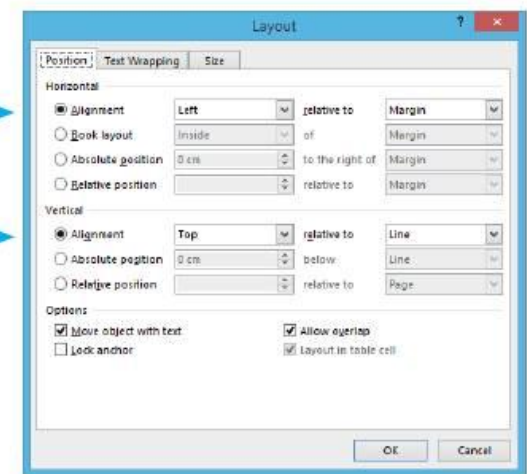 Layout ?
Position Text Wrapping Size
Horizontal
Alignment Left relative to Margin
Book layout Inside of Margin
Absolute position 0 cm to the right of Margin
Relative position relative to Margin
Vertical
Alignment Top relative to Line
Absolute position 0 cm below Line
Relative position relative to Page
Options
Move object with text Allow overlap
Lock anchor Layout in table cell
OK Cancel